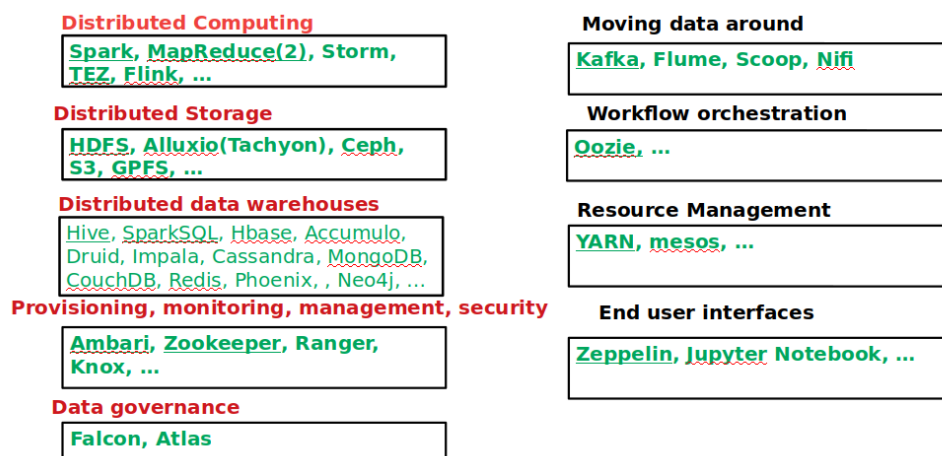 Distributed Computing
Spark, MapReduce(2), Storm,
TEZ, Flink, ...
Distributed Storage
HDFS, Alluxio(Tachyon), Ceph,
S3, GPFS, ...
Distributed data warehouses
Hive, SparkSQL, Hbase, Accumulo,
Druid, Impala, Cassandra, MongoDB,
CouchDB, Redis, Phoenix, , Neo4j, ...
Provisioning, monitoring, management, security
Ambari, Zookeeper, Ranger,
Knox, ...
Data governance
Falcon, Atlas
Moving data around
Kafka, Flume, Scoop, Nifi
Workflow orchestration
Oozie, ...
Resource Management
YARN, mesos, ...
End user interfaces
Zeppelin, Jupyter Notebook, ...